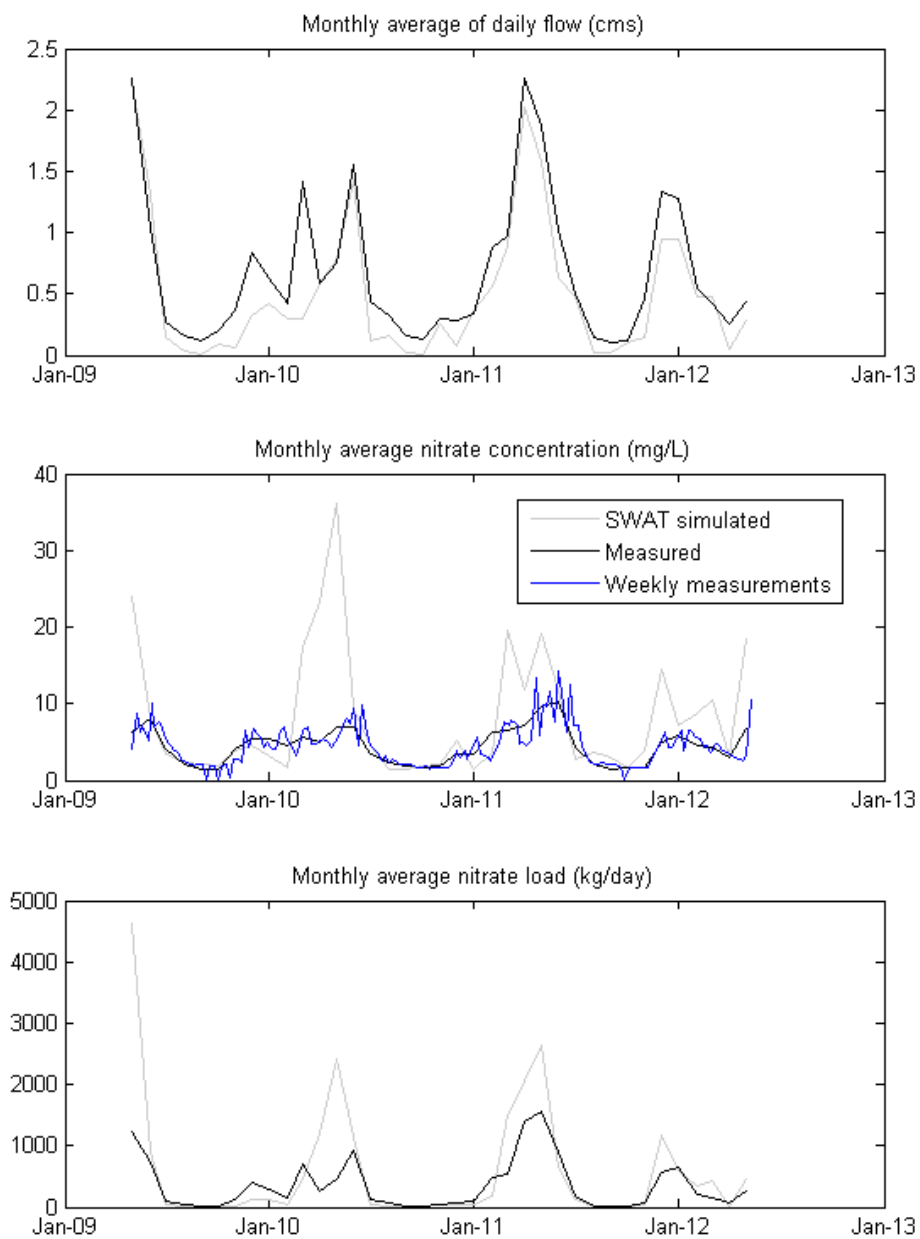 Monthly average of daily flow (cms)
2.5
2
1.5
1
0.5
0
Jan-09 Jan-10 Jan-11 Jan-12 Jan-13
Monthly average nitrate concentration (mg/L)
40
30
20
10
0
SWAT simulated
Measured
Weekly measurements
Jan-09 Jan-10 Jan-11 Jan-12 Jan-13
Monthly average nitrate load (kg/day)
5000
4000
3000
2000
1000
0
Jan-09 Jan-10 Jan-11 Jan-12 Jan-13